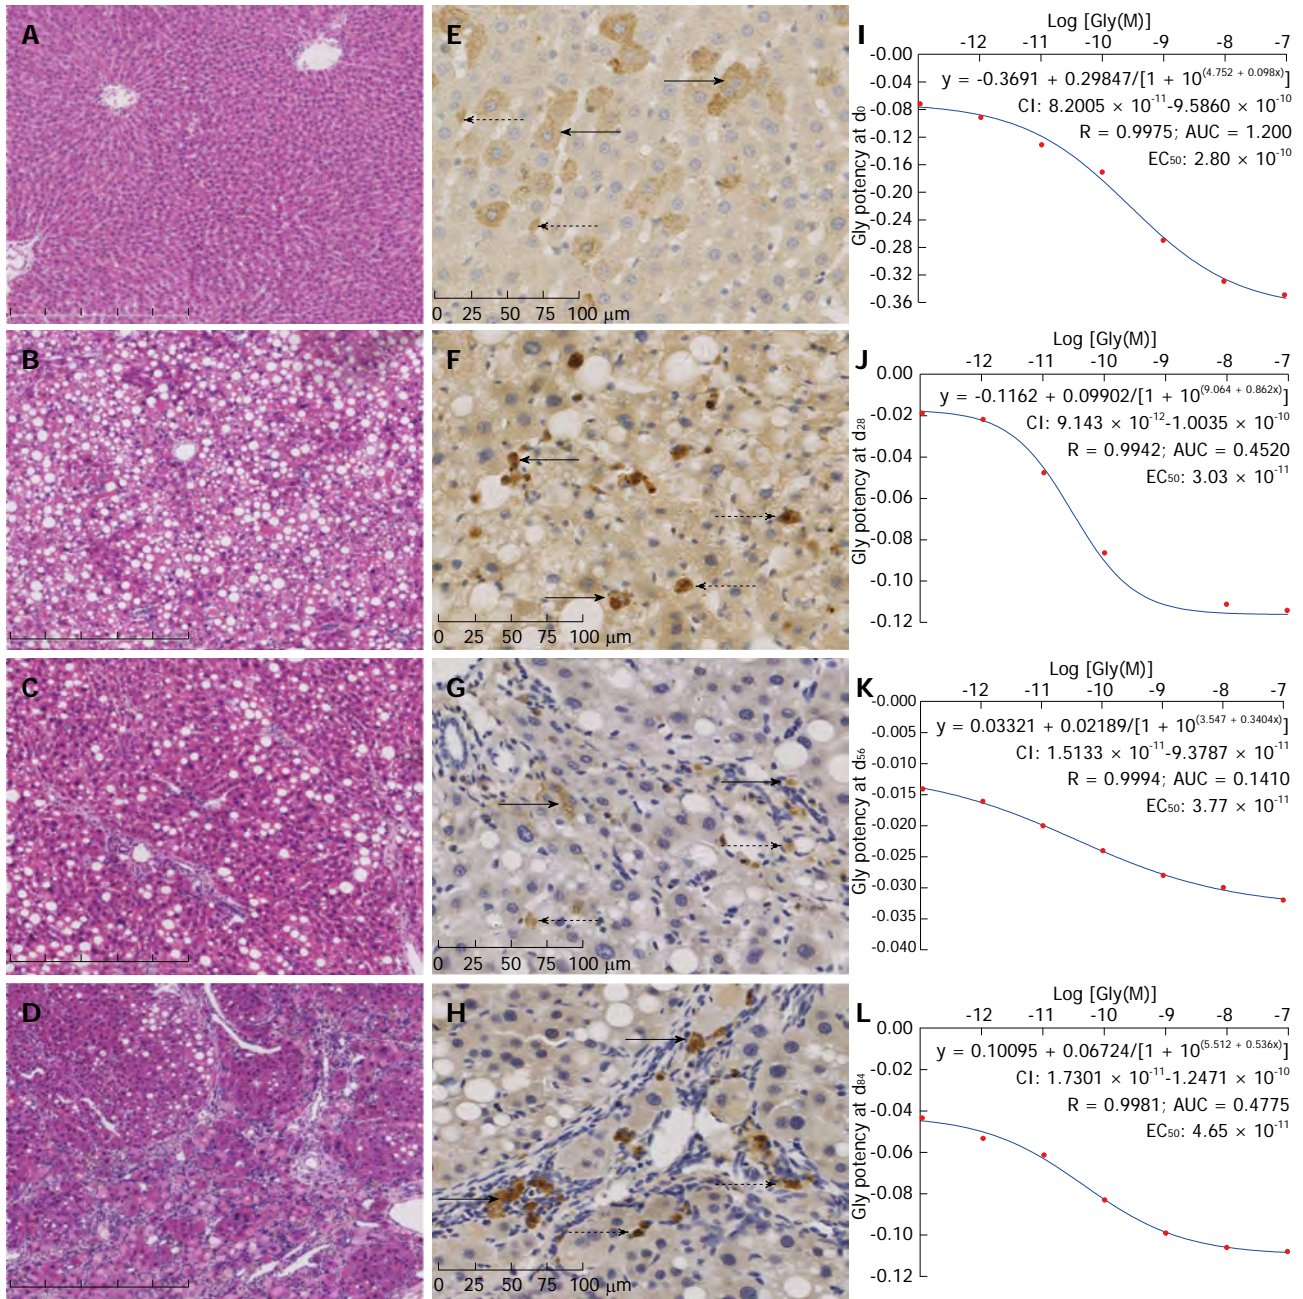 A
E
0 25 50 75 100 μm
I
Log [Gly(M)]
-12 -11 -10 -9 -8 -7
-0.00
-0.04
-0.08
-0.12
-0.16
-0.20
-0.24
-0.28
-0.32
-0.36
Gly potency at d0
y = -0.3691 + 0.29847/[1 + 10^(4.752 + 0.098x)]
CI: 8.2005 × 10^-11-9.5860 × 10^-10
R = 0.9975; AUC = 1.200
EC50: 2.80 × 10^-10
B
F
0 25 50 75 100 μm
J
Log [Gly(M)]
-12 -11 -10 -9 -8 -7
-0.00
-0.02
-0.04
-0.06
-0.08
-0.10
-0.12
Gly potency at d28
y = -0.1162 + 0.09902/[1 + 10^(9.064 + 0.862x)]
CI: 9.143 × 10^-12-1.0035 × 10^-10
R = 0.9942; AUC = 0.4520
EC50: 3.03 × 10^-11
C
G
0 25 50 75 100 μm
K
Log [Gly(M)]
-12 -11 -10 -9 -8 -7
-0.000
-0.005
-0.010
-0.015
-0.020
-0.025
-0.030
-0.035
-0.040
Gly potency at d56
y = 0.03321 + 0.02189/[1 + 10^(3.547 + 0.3404x)]
CI: 1.5133 × 10^-11-9.3787 × 10^-11
R = 0.9994; AUC = 0.1410
EC50: 3.77 × 10^-11
D
H
0 25 50 75 100 μm
L
Log [Gly(M)]
-12 -11 -10 -9 -8 -7
-0.00
-0.02
-0.04
-0.06
-0.08
-0.10
-0.12
Gly potency at d84
y = 0.10095 + 0.06724/[1 + 10^(5.512 + 0.536x)]
CI: 1.7301 × 10^-11-1.2471 × 10^-10
R = 0.9981; AUC = 0.4775
EC50: 4.65 × 10^-11